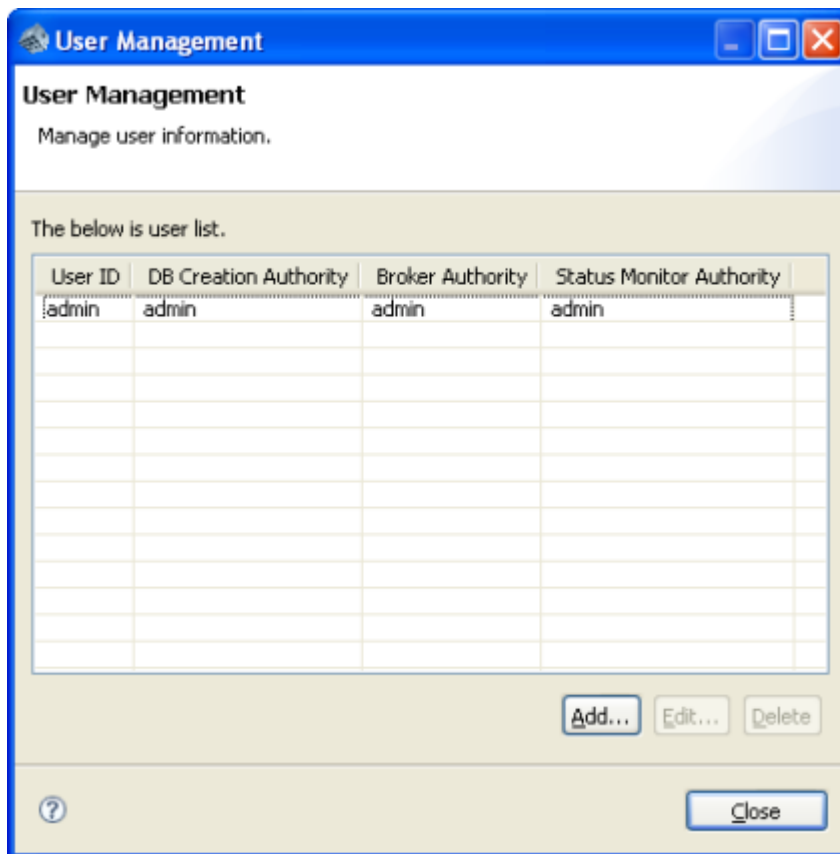 User Management
User Management
Manage user information.
The below is user list.
User ID DB Creation Authority Broker Authority Status Monitor Authority
admin admin admin admin
Add... Edit... Delete
? Close